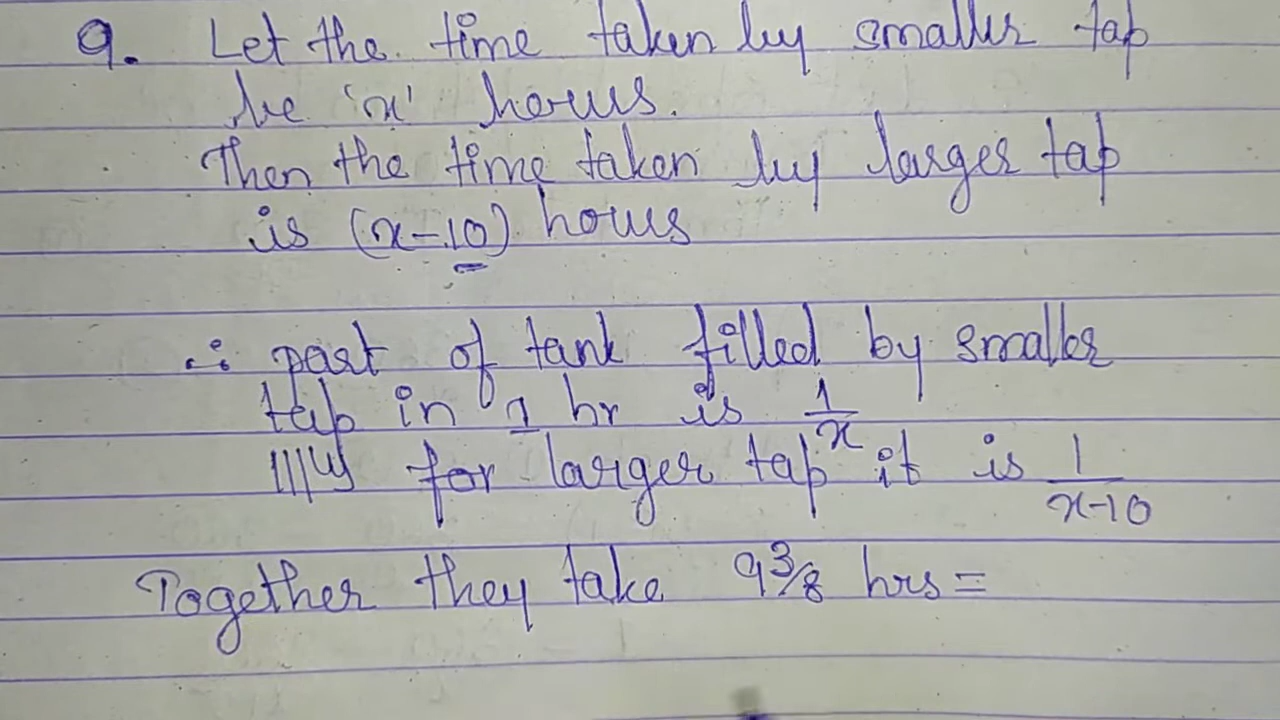 9. Let the time taken by smaller tap
be 'x' hours.
Then the time taken by larger tap
is (x-10) hours
∴ part of tank filled by smaller
tap in 1 hr is 1/x
|||ly for larger tap it is 1/x-10
Together they take 9 3/8 hrs =